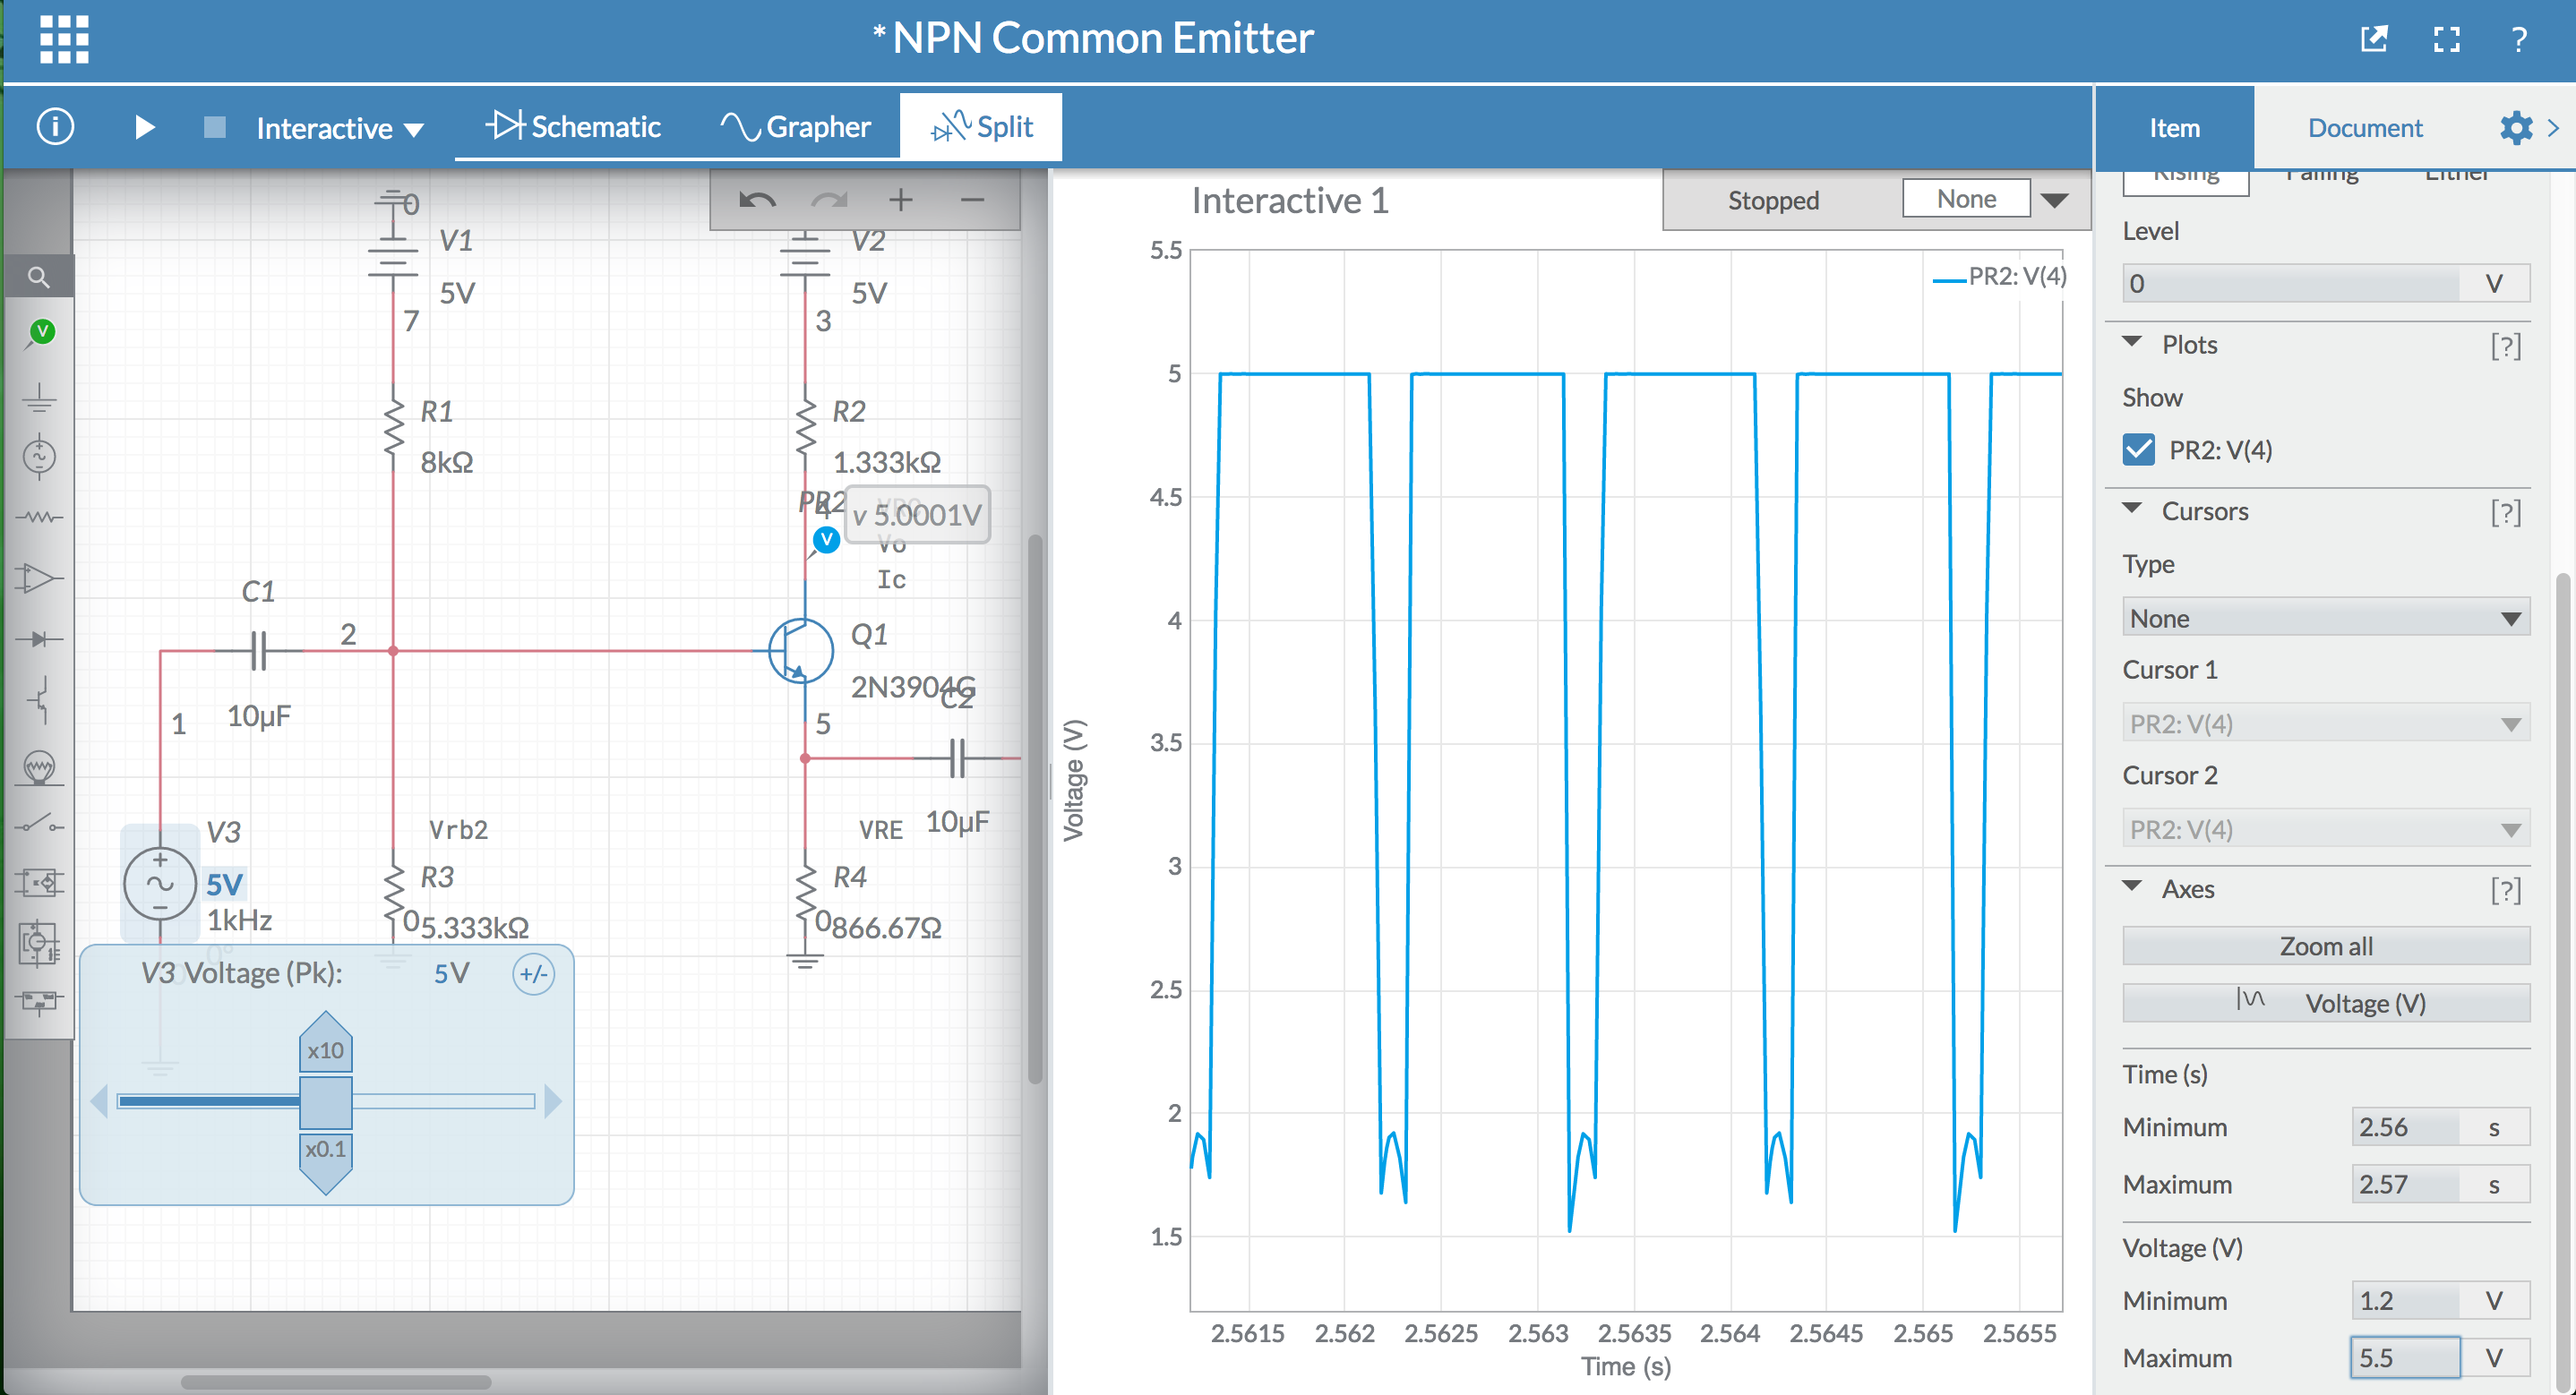 *NPN Common Emitter
?
i
Interactive
Schematic
Grapher
Split
Item
Document
0
V1
5V
7
R1
8kΩ
V2
5V
3
R2
1.333kΩ
PR2
4
v 5.0001V
Vo
Ic
C1
2
1
10μF
Q1
2N3904G
C2
5
10μF
V3
5V
1kHz
0°
Vrb2
R3
0
5.333kΩ
VRE
R4
0
866.67Ω
V3 Voltage (Pk):
5V
+/-
x10
x0.1
V
V
Interactive 1
Stopped
None
PR2: V(4)
5.5
5
4.5
4
3.5
3
2.5
2
1.5
Voltage (V)
2.5615
2.562
2.5625
2.563
2.5635
2.564
2.5645
2.565
2.5655
Time (s)
Rising
Falling
Either
Level
0
V
Plots
[?]
Show
PR2: V(4)
Cursors
[?]
Type
None
Cursor 1
PR2: V(4)
Cursor 2
PR2: V(4)
Axes
[?]
Zoom all
Voltage (V)
Time (s)
Minimum
2.56
s
Maximum
2.57
s
Voltage (V)
Minimum
1.2
V
Maximum
5.5
V